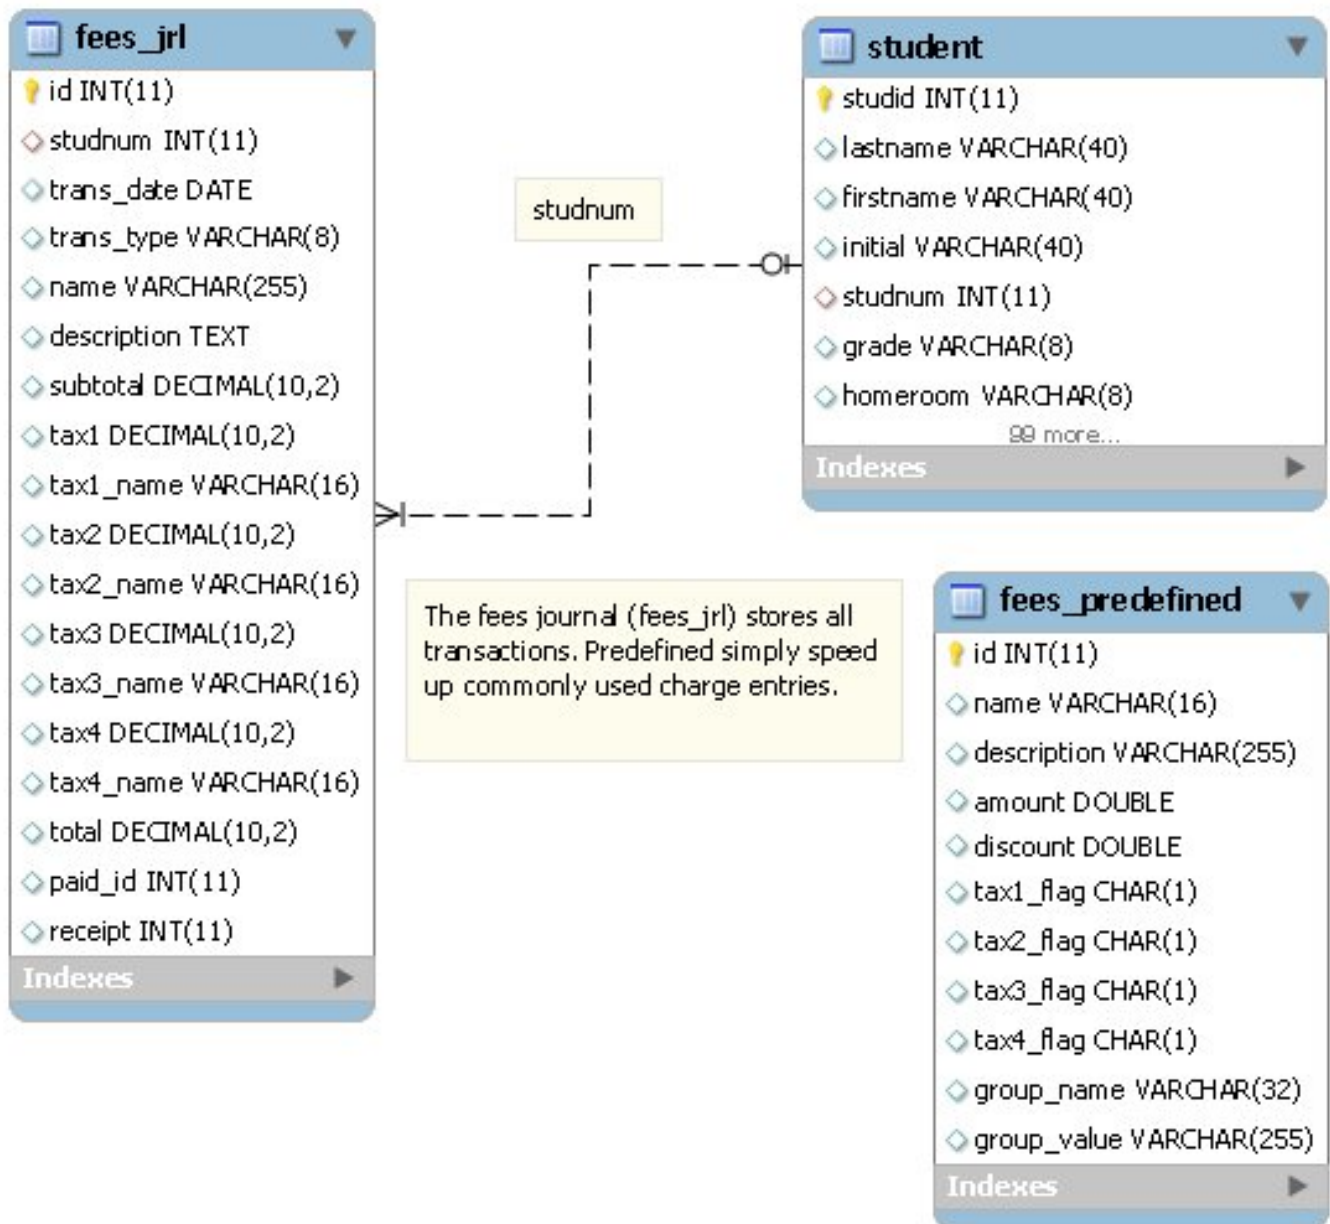 fees_jrl
id INT(11)
studnum INT(11)
trans_date DATE
trans_type VARCHAR(8)
name VARCHAR(255)
description TEXT
subtotal DECIMAL(10,2)
tax1 DECIMAL(10,2)
tax1_name VARCHAR(16)
tax2 DECIMAL(10,2)
tax2_name VARCHAR(16)
tax3 DECIMAL(10,2)
tax3_name VARCHAR(16)
tax4 DECIMAL(10,2)
tax4_name VARCHAR(16)
total DECIMAL(10,2)
paid_id INT(11)
receipt INT(11)
Indexes
studnum
student
studid INT(11)
lastname VARCHAR(40)
firstname VARCHAR(40)
initial VARCHAR(40)
studnum INT(11)
grade VARCHAR(8)
homeroom VARCHAR(8)
99 more...
Indexes
The fees journal (fees_jrl) stores all
transactions. Predefined simply speed
up commonly used charge entries.
fees_predefined
id INT(11)
name VARCHAR(16)
description VARCHAR(255)
amount DOUBLE
discount DOUBLE
tax1_flag CHAR(1)
tax2_flag CHAR(1)
tax3_flag CHAR(1)
tax4_flag CHAR(1)
group_name VARCHAR(32)
group_value VARCHAR(255)
Indexes